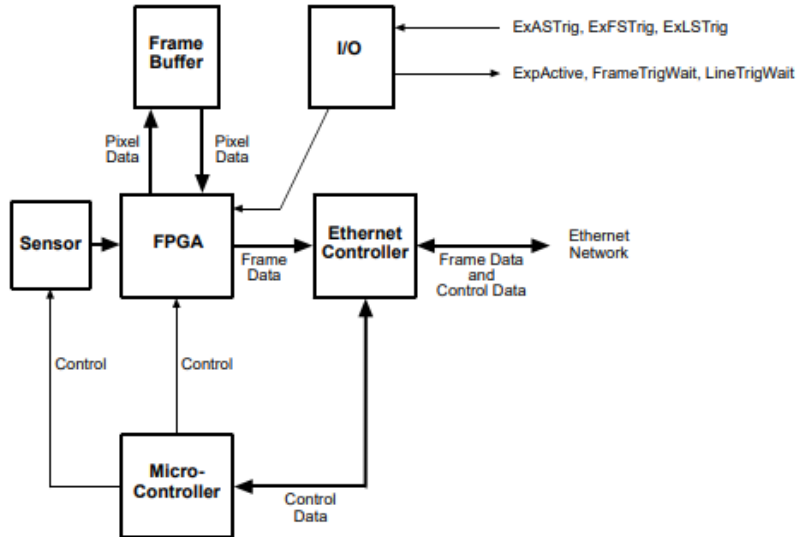 Frame
Buffer
I/O
ExASTrig, ExFSTrig, ExLSTrig
ExpActive, FrameTrigWait, LineTrigWait
Pixel
Data
Pixel
Data
Sensor
FPGA
Frame
Data
Ethernet
Controller
Frame Data
and
Control Data
Ethernet
Network
Control
Control
Micro-
Controller
Control
Data